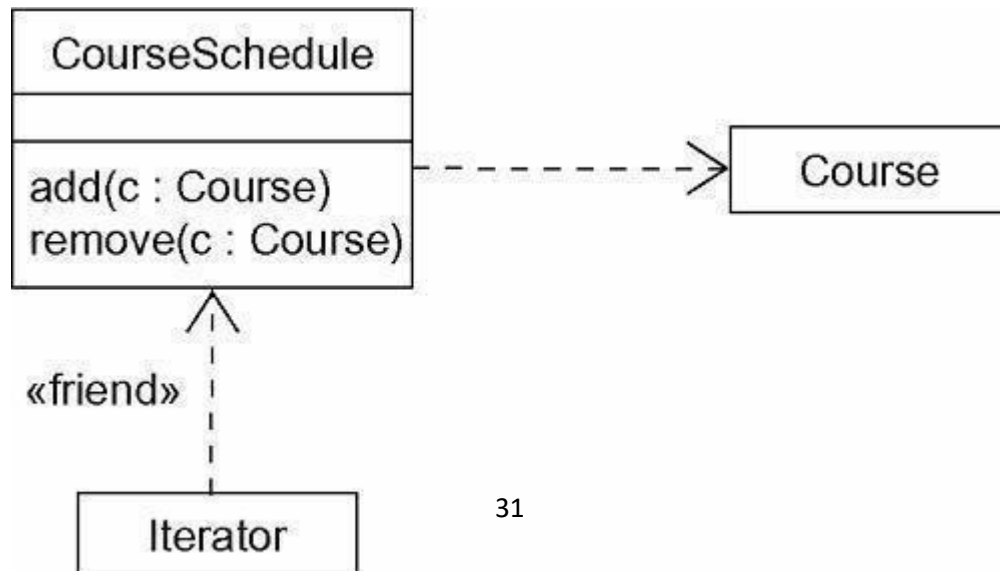 CourseSchedule
add(c : Course)
remove(c : Course)
Course
«friend»
Iterator
31